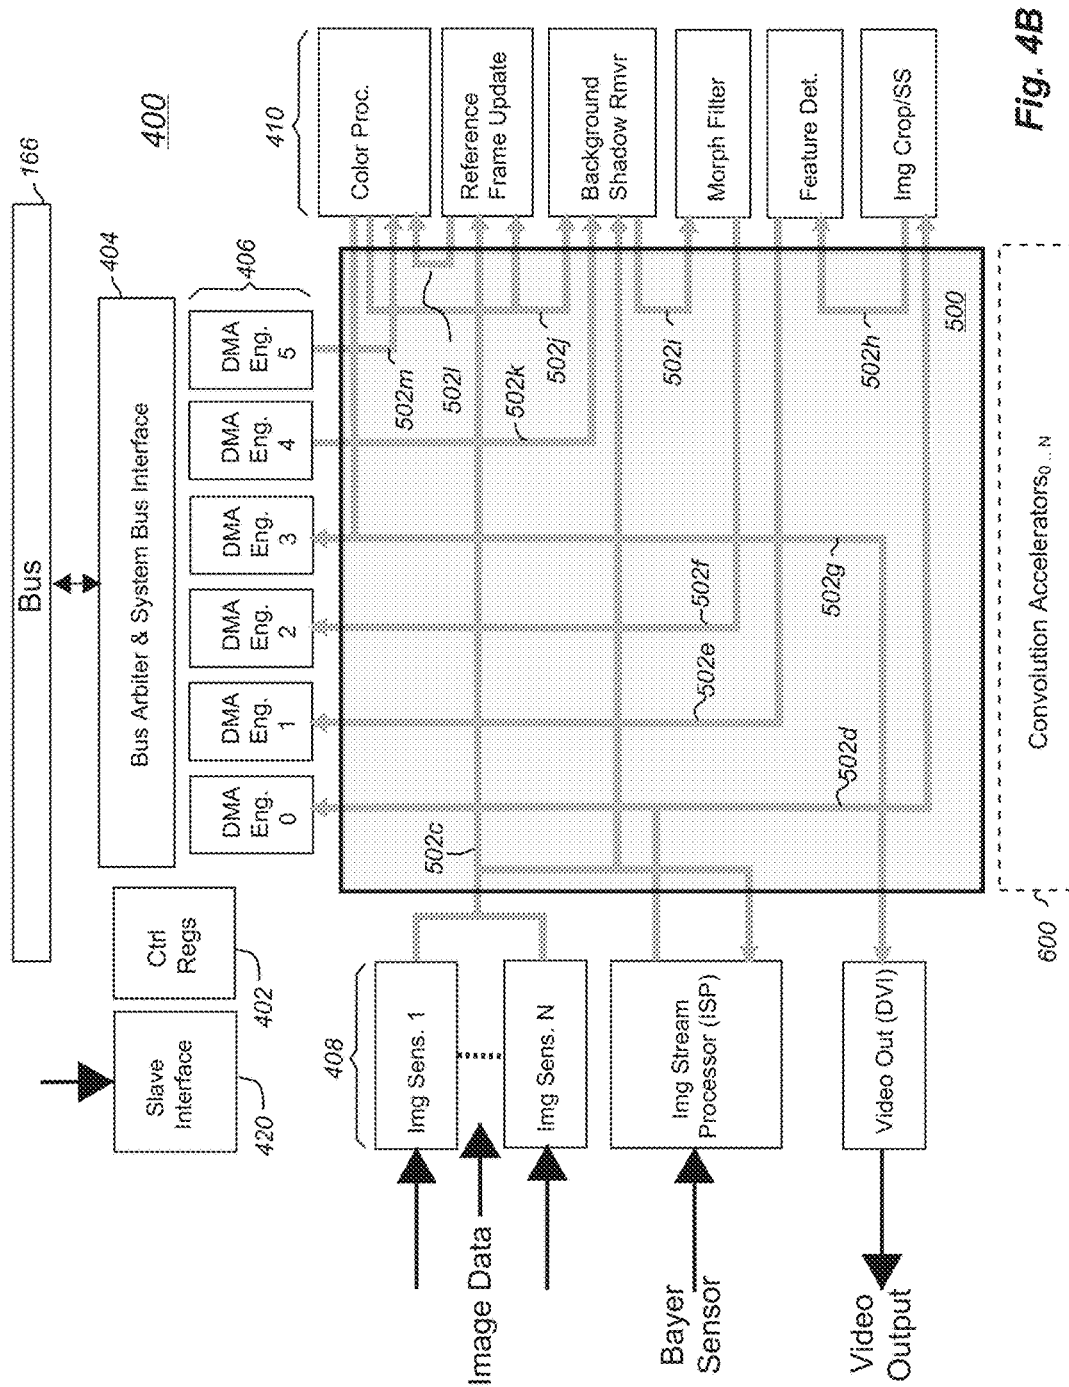 Bus
166
400
Slave
Interface
420
Ctrl
Regs
402
Bus Arbiter & System Bus Interface
404
DMA
Eng.
0
DMA
Eng.
1
DMA
Eng.
2
DMA
Eng.
3
DMA
Eng.
4
DMA
Eng.
5
406
408
Img Sens. 1
Img Sens. N
Image Data
Img Stream
Processor (ISP)
Bayer
Sensor
Video Out (DVI)
Video
Output
502c
502d
502e
502f
502g
502h
502i
502j
502k
502l
502m
500
410
Color Proc.
Reference
Frame Update
Background
Shadow Rmvr
Morph Filter
Feature Det.
Img Crop/SS
600
Convolution Accelerators0... N
Fig. 4B